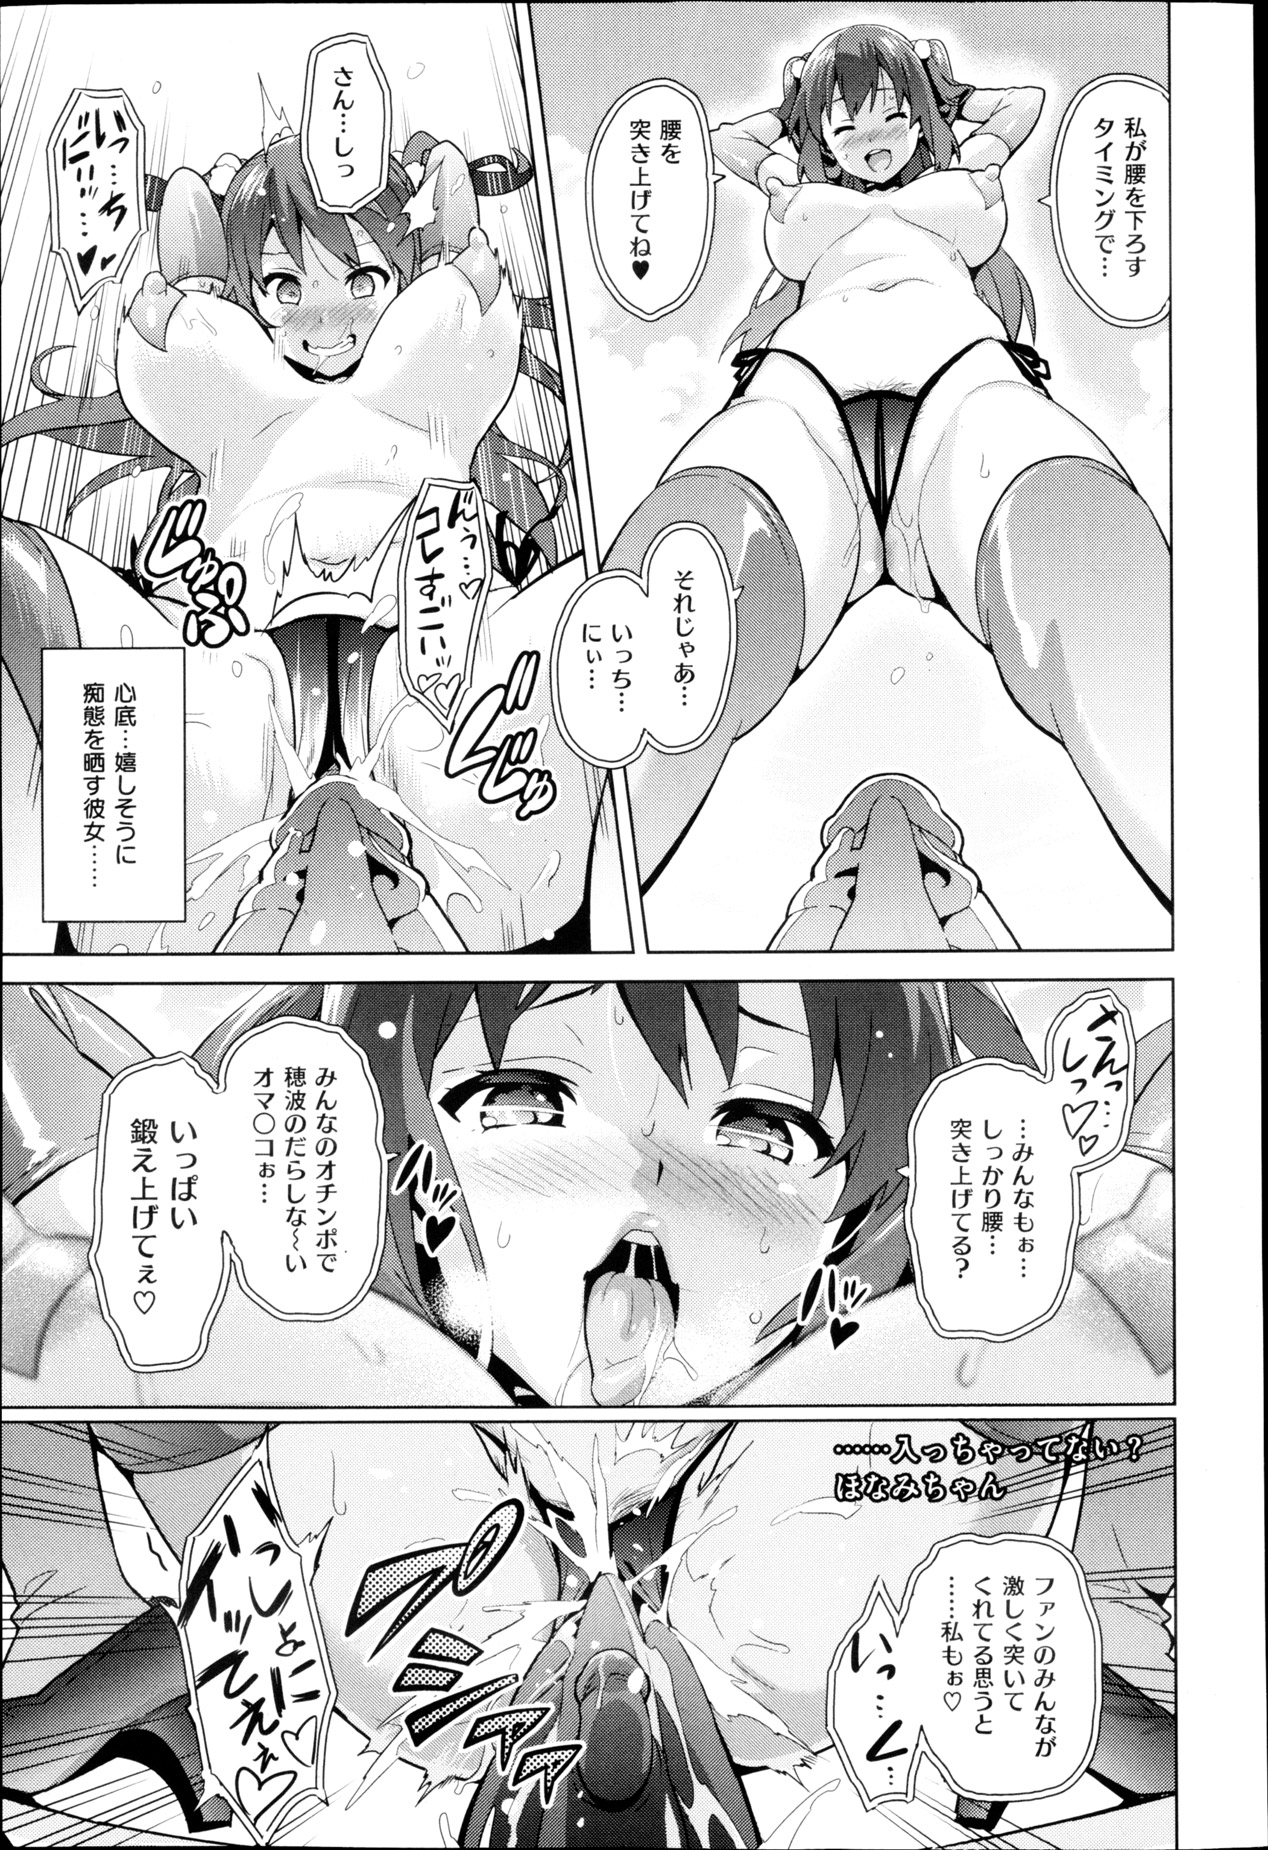 私が腰を下ろす
タイミングで…
腰を
突き上げてね♥
それじゃあ…
いっち…
にぃ…
さん…しっ
いっ…ち
にぃ…♥♥
んぅ…♡
コレすごい…♡♡
じゅぷっ
じゅじゅ
心底…嬉しそうに
痴態を晒す彼女……
さんっ…
しっ♡♡
…みんなもぉ…
しっかり腰…
突き上げてる?
みんなのオチンポで
穂波のだらしな～い
オマ〇コぉ…
いっぱい
鍛え上げてぇ♡
……入っちゃってない?
ほなみちゃん
ファンのみんなが
激しく突いて
くれてる思うと
……私もぉ♡
いっ…く…
いっしょに
イッてえぇ♡♡
プシァァ